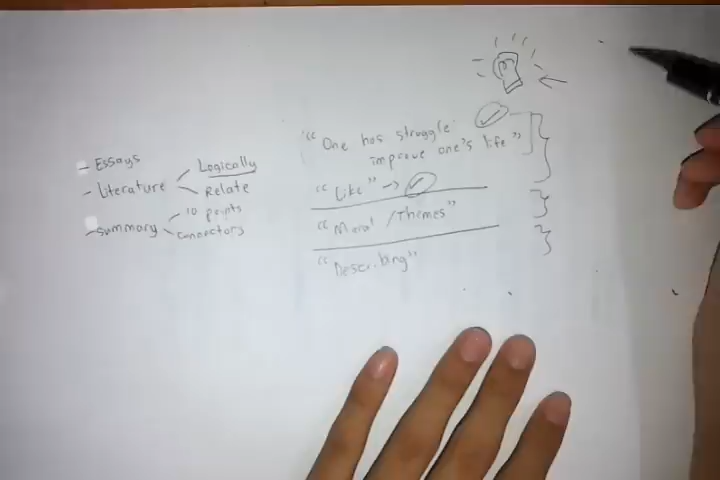 - Essays
- Literature
Logically
Relate
- Summary
10 points
connectors
"One has struggle
improve one's life"
"Like" →
"Moral / Themes"
"Describing"